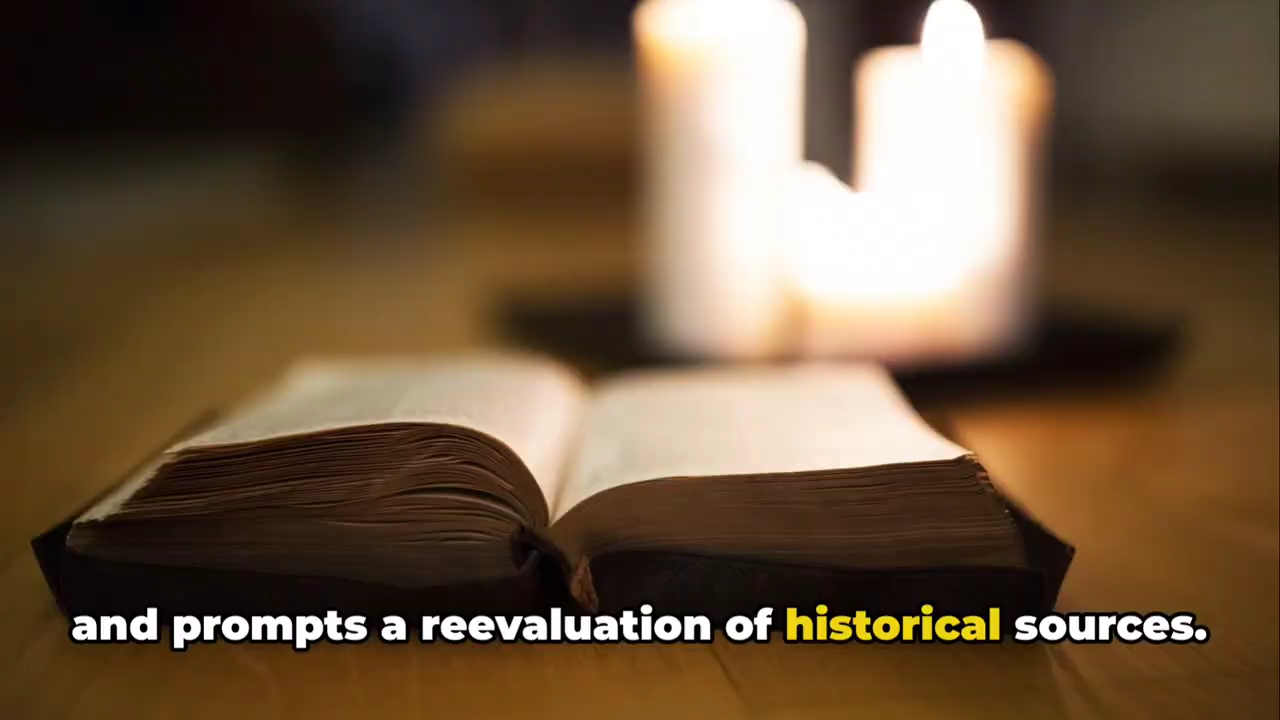 and prompts a reevaluation of historical sources.